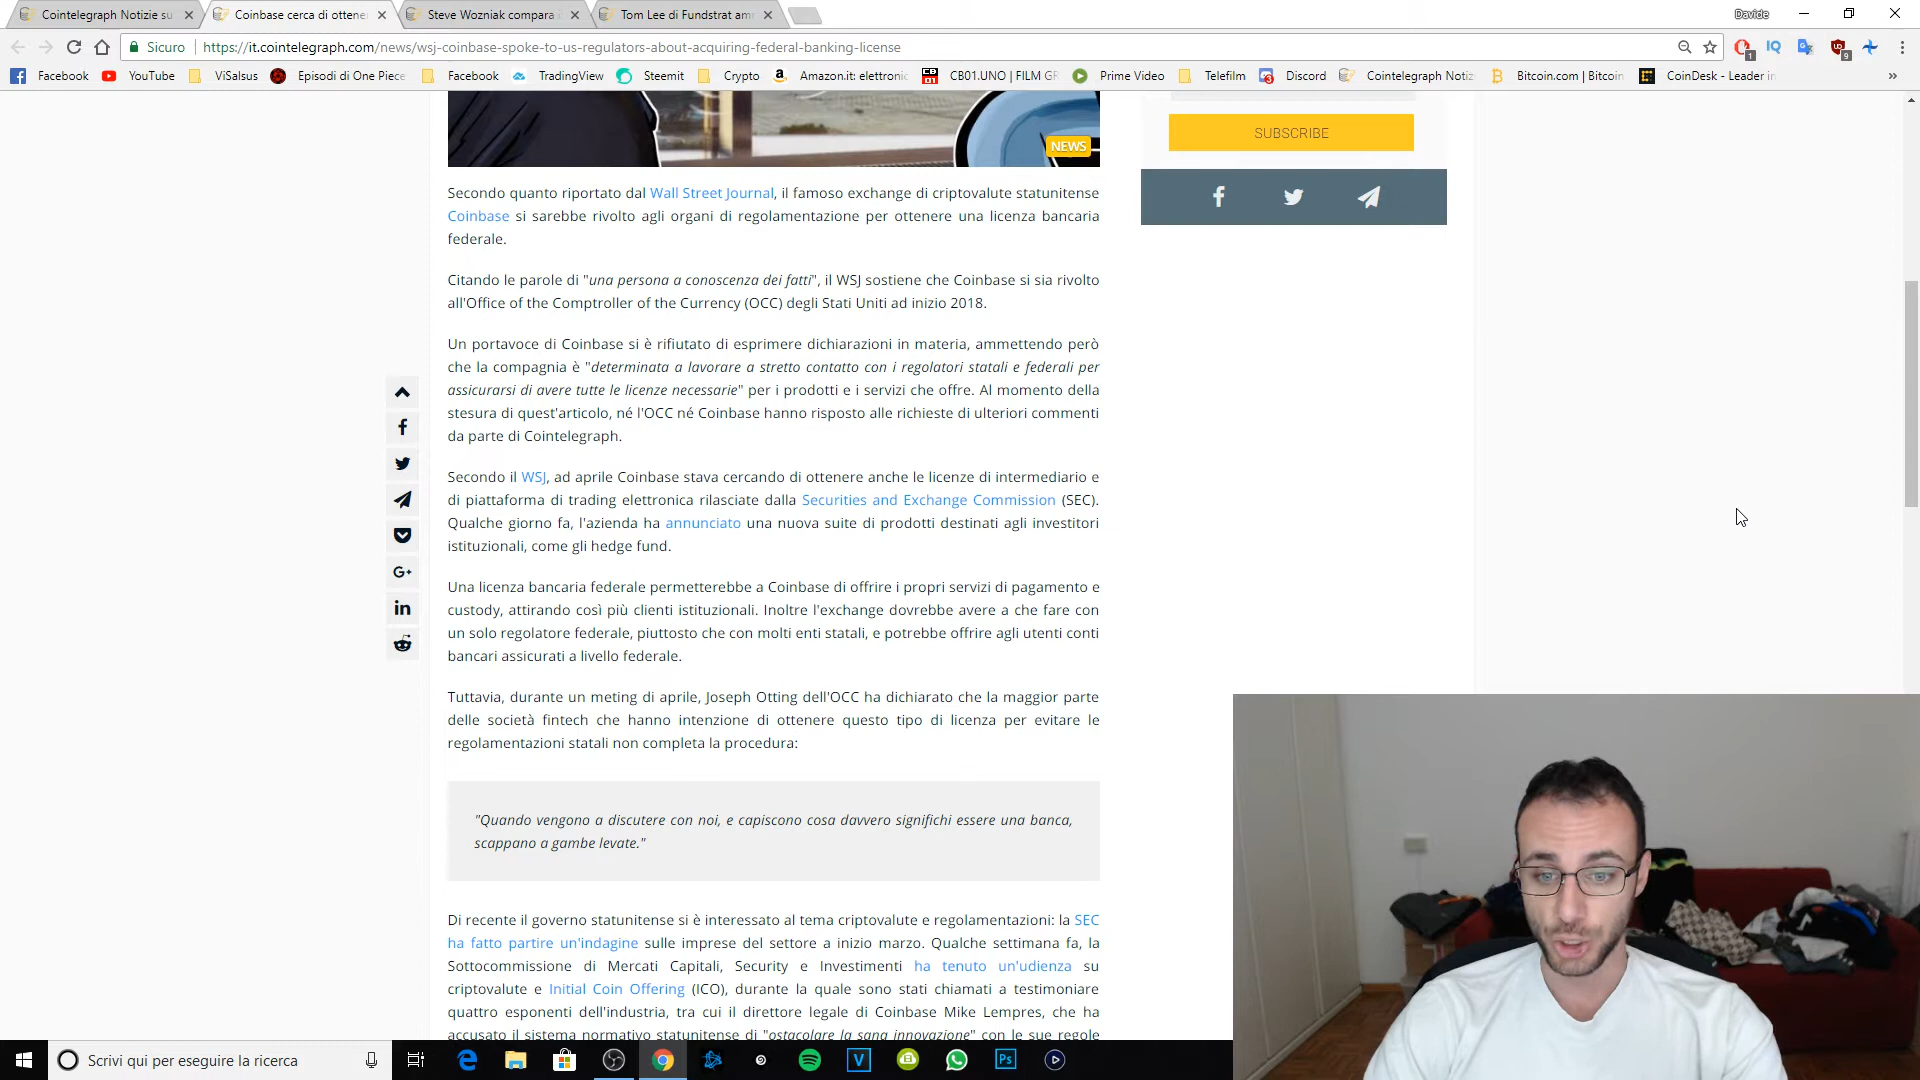 Cointelegraph Notizie su
Coinbase cerca di ottene
Steve Wozniak compara
Tom Lee di Fundstrat am
Davide
Sicuro
https://it.cointelegraph.com/news/wsj-coinbase-spoke-to-us-regulators-about-acquiring-federal-banking-license
Facebook
YouTube
ViSalsus
Episodi di One Piece
Facebook
TradingView
Steemit
Crypto
Amazon.it: elettronic
CB01.UNO | FILM GR
Prime Video
Telefilm
Discord
Cointelegraph Notiz
Bitcoin.com | Bitcoin
CoinDesk - Leader i
NEWS
SUBSCRIBE
Secondo quanto riportato dal Wall Street Journal, il famoso exchange di criptovalute statunitense
Coinbase si sarebbe rivolto agli organi di regolamentazione per ottenere una licenza bancaria
federale.
Citando le parole di "una persona a conoscenza dei fatti", il WSJ sostiene che Coinbase si sia rivolto
all'Office of the Comptroller of the Currency (OCC) degli Stati Uniti ad inizio 2018.
Un portavoce di Coinbase si è rifiutato di esprimere dichiarazioni in materia, ammettendo però
che la compagnia è "determinata a lavorare a stretto contatto con i regolatori statali e federali per
assicurarsi di avere tutte le licenze necessarie" per i prodotti e i servizi che offre. Al momento della
stesura di quest'articolo, né l'OCC né Coinbase hanno risposto alle richieste di ulteriori commenti
da parte di Cointelegraph.
Secondo il WSJ, ad aprile Coinbase stava cercando di ottenere anche le licenze di intermediario e
di piattaforma di trading elettronica rilasciate dalla Securities and Exchange Commission (SEC).
Qualche giorno fa, l'azienda ha annunciato una nuova suite di prodotti destinati agli investitori
istituzionali, come gli hedge fund.
Una licenza bancaria federale permetterebbe a Coinbase di offrire i propri servizi di pagamento e
custody, attirando così più clienti istituzionali. Inoltre l'exchange dovrebbe avere a che fare con
un solo regolatore federale, piuttosto che con molti enti statali, e potrebbe offrire agli utenti conti
bancari assicurati a livello federale.
Tuttavia, durante un meting di aprile, Joseph Otting dell'OCC ha dichiarato che la maggior parte
delle società fintech che hanno intenzione di ottenere questo tipo di licenza per evitare le
regolamentazioni statali non completa la procedura:
"Quando vengono a discutere con noi, e capiscono cosa davvero significhi essere una banca,
scappano a gambe levate."
Di recente il governo statunitense si è interessato al tema criptovalute e regolamentazioni: la SEC
ha fatto partire un'indagine sulle imprese del settore a inizio marzo. Qualche settimana fa, la
Sottocommissione di Mercati Capitali, Security e Investimenti ha tenuto un'udienza su
criptovalute e Initial Coin Offering (ICO), durante la quale sono stati chiamati a testimoniare
quattro esponenti dell'industria, tra cui il direttore legale di Coinbase Mike Lempres, che ha
accusato il sistema normativo statunitense di "ostacolare la sana innovazione" con le sue regole
Scrivi qui per eseguire la ricerca